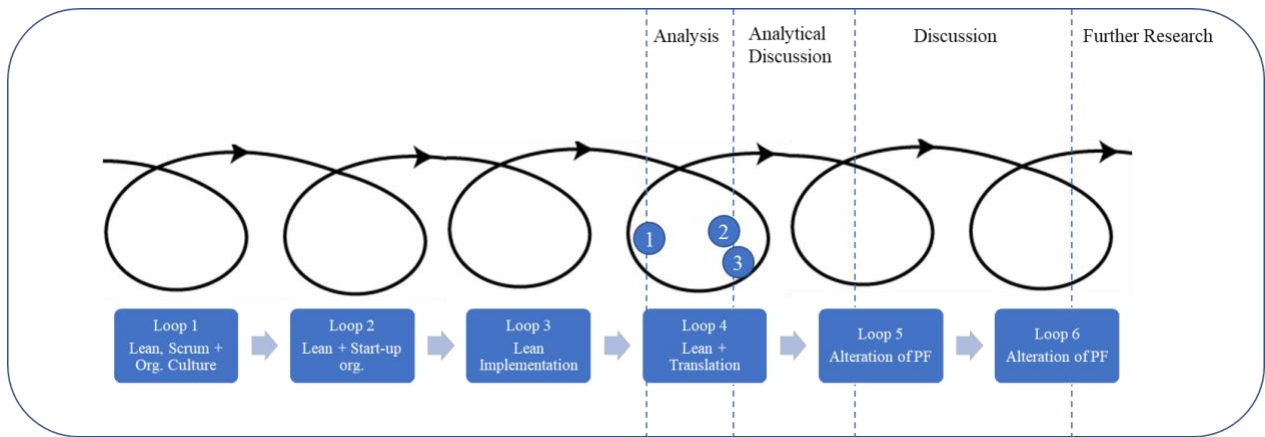 Analysis
Analytical
Discussion
Discussion
Further Research
1
2
3
Loop 1
Lean, Scrum +
Org. Culture
Loop 2
Lean + Start-up
org.
Loop 3
Lean
Implementation
Loop 4
Lean +
Translation
Loop 5
Alteration of PF
Loop 6
Alteration of PF